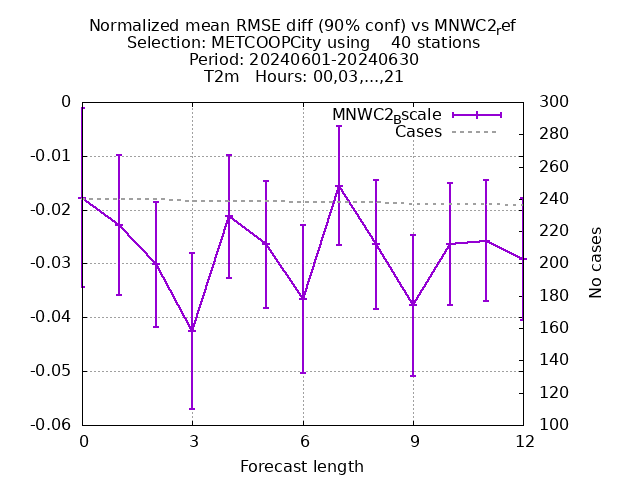 Normalized mean RMSE diff (90% conf) vs MNWC2ref
Selection: METCOOPCity using    40 stations
Period: 20240601-20240630
T2m   Hours: 00,03,...,21
MNWC2Bscale
Cases
0
-0.01
-0.02
-0.03
-0.04
-0.05
-0.06
300
280
260
240
220
200
180
160
140
120
100
No cases
0 3 6 9 12
Forecast length